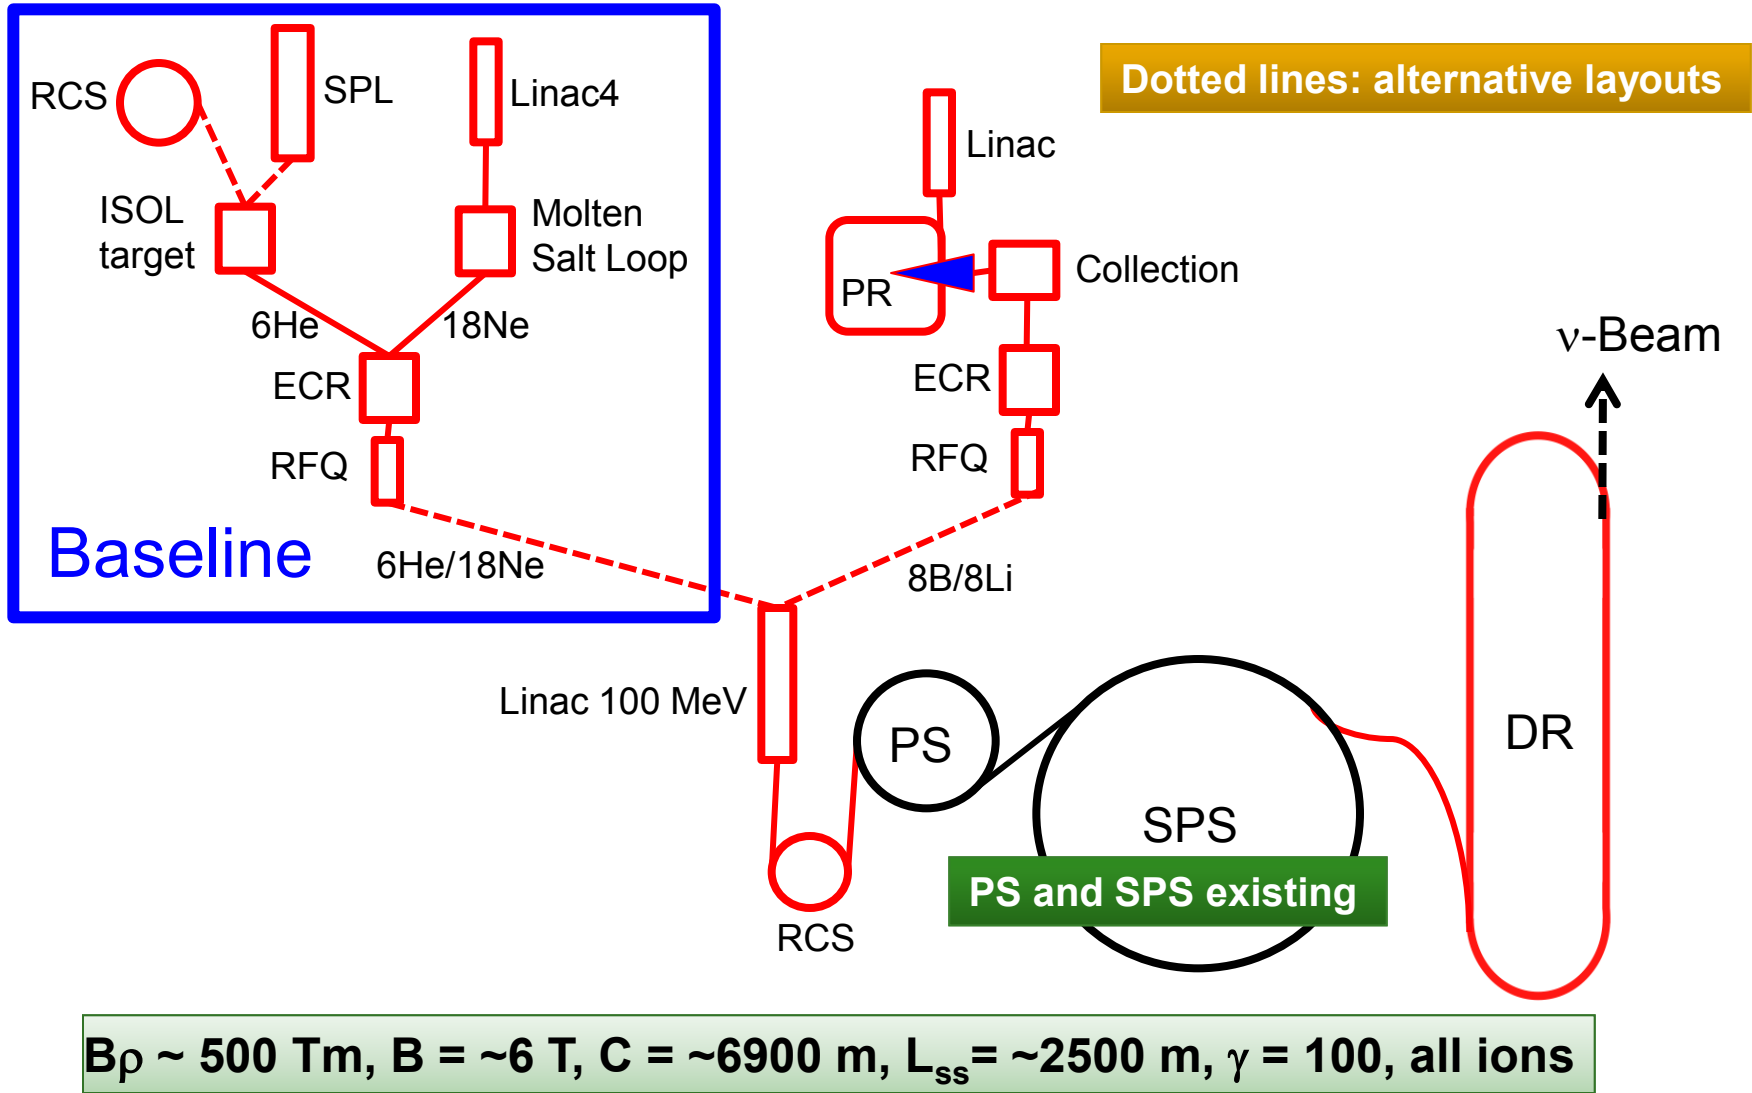 Dotted lines: alternative layouts
RCS
SPL
Linac4
Linac
ISOL
target
Molten
Salt Loop
PR
Collection
6He
18Ne
ν-Beam
ECR
ECR
RFQ
RFQ
Baseline
6He/18Ne
8B/8Li
Linac 100 MeV
PS
DR
SPS
PS and SPS existing
RCS
Bρ ~ 500 Tm, B = ~6 T, C = ~6900 m, Lss= ~2500 m, γ = 100, all ions